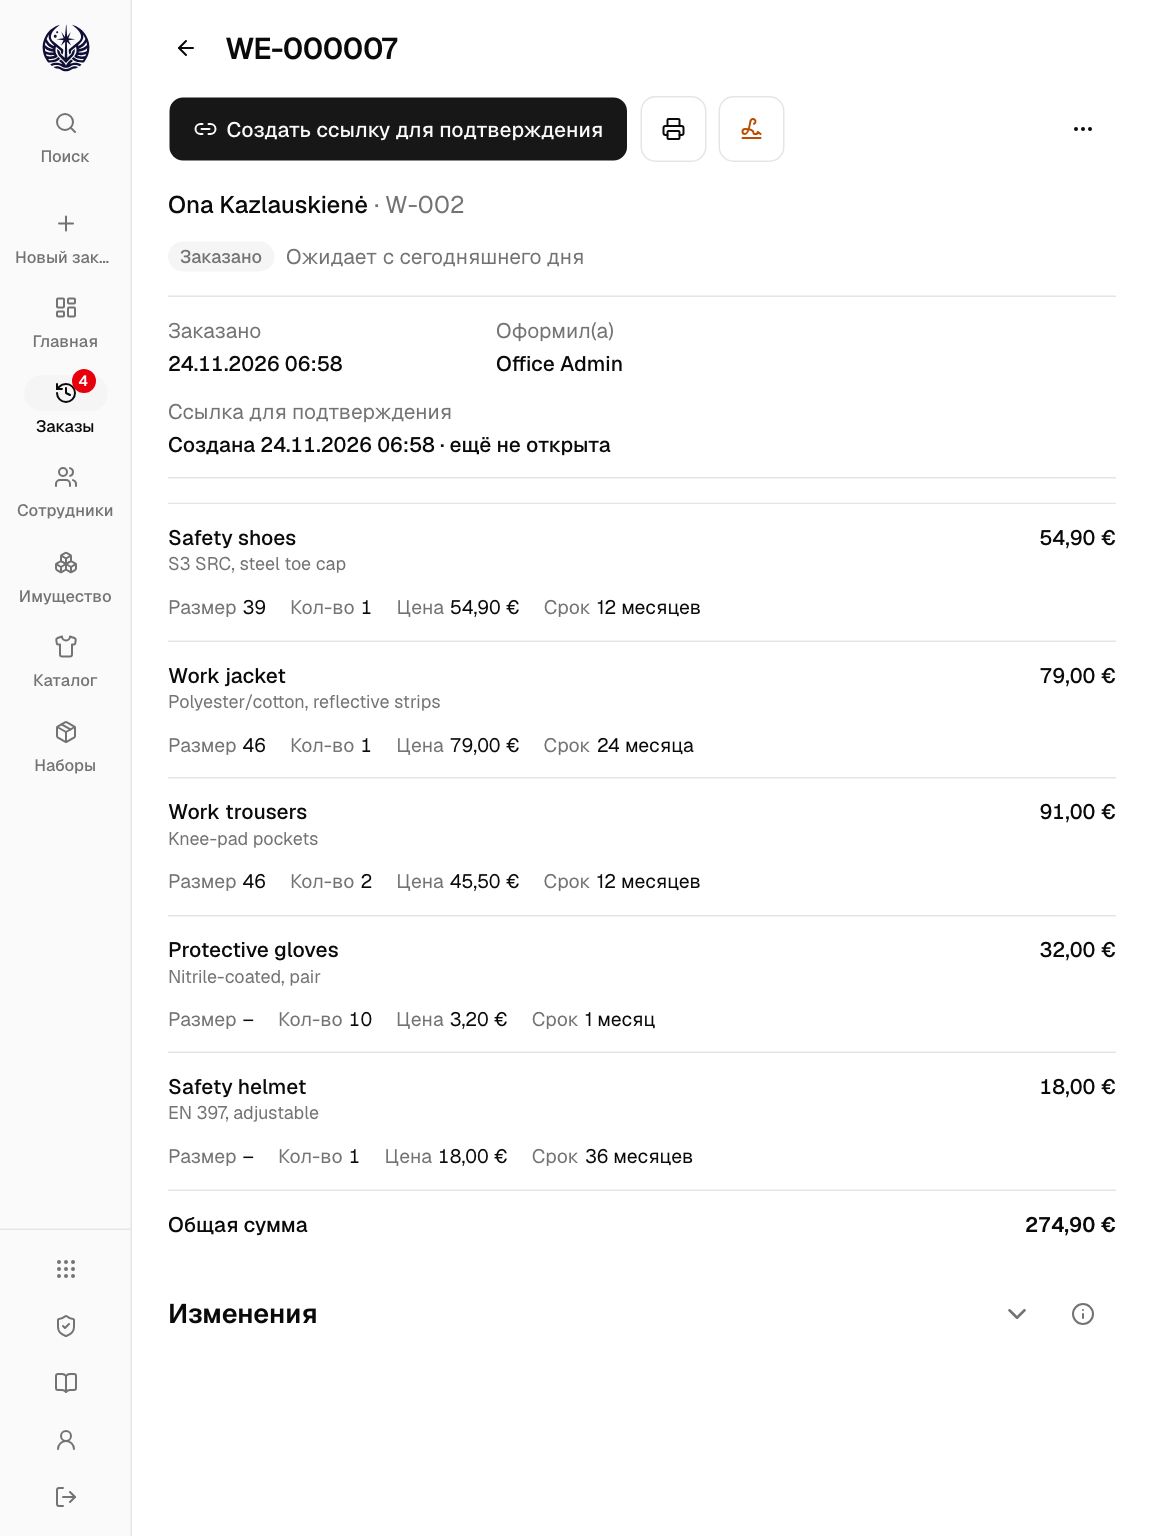 WE-000007
Создать ссылку для подтверждения
Поиск
Новый зак...
Главная
4
Заказы
Сотрудники
Имущество
Каталог
Наборы
Ona Kazlauskienė · W-002
Заказано Ожидает с сегодняшнего дня
Заказано Оформил(а)
24.11.2026 06:58 Office Admin
Ссылка для подтверждения
Создана 24.11.2026 06:58 · ещё не открыта
Safety shoes 54,90 €
S3 SRC, steel toe cap
Размер 39 Кол-во 1 Цена 54,90 € Срок 12 месяцев
Work jacket 79,00 €
Polyester/cotton, reflective strips
Размер 46 Кол-во 1 Цена 79,00 € Срок 24 месяца
Work trousers 91,00 €
Knee-pad pockets
Размер 46 Кол-во 2 Цена 45,50 € Срок 12 месяцев
Protective gloves 32,00 €
Nitrile-coated, pair
Размер – Кол-во 10 Цена 3,20 € Срок 1 месяц
Safety helmet 18,00 €
EN 397, adjustable
Размер – Кол-во 1 Цена 18,00 € Срок 36 месяцев
Общая сумма 274,90 €
Изменения